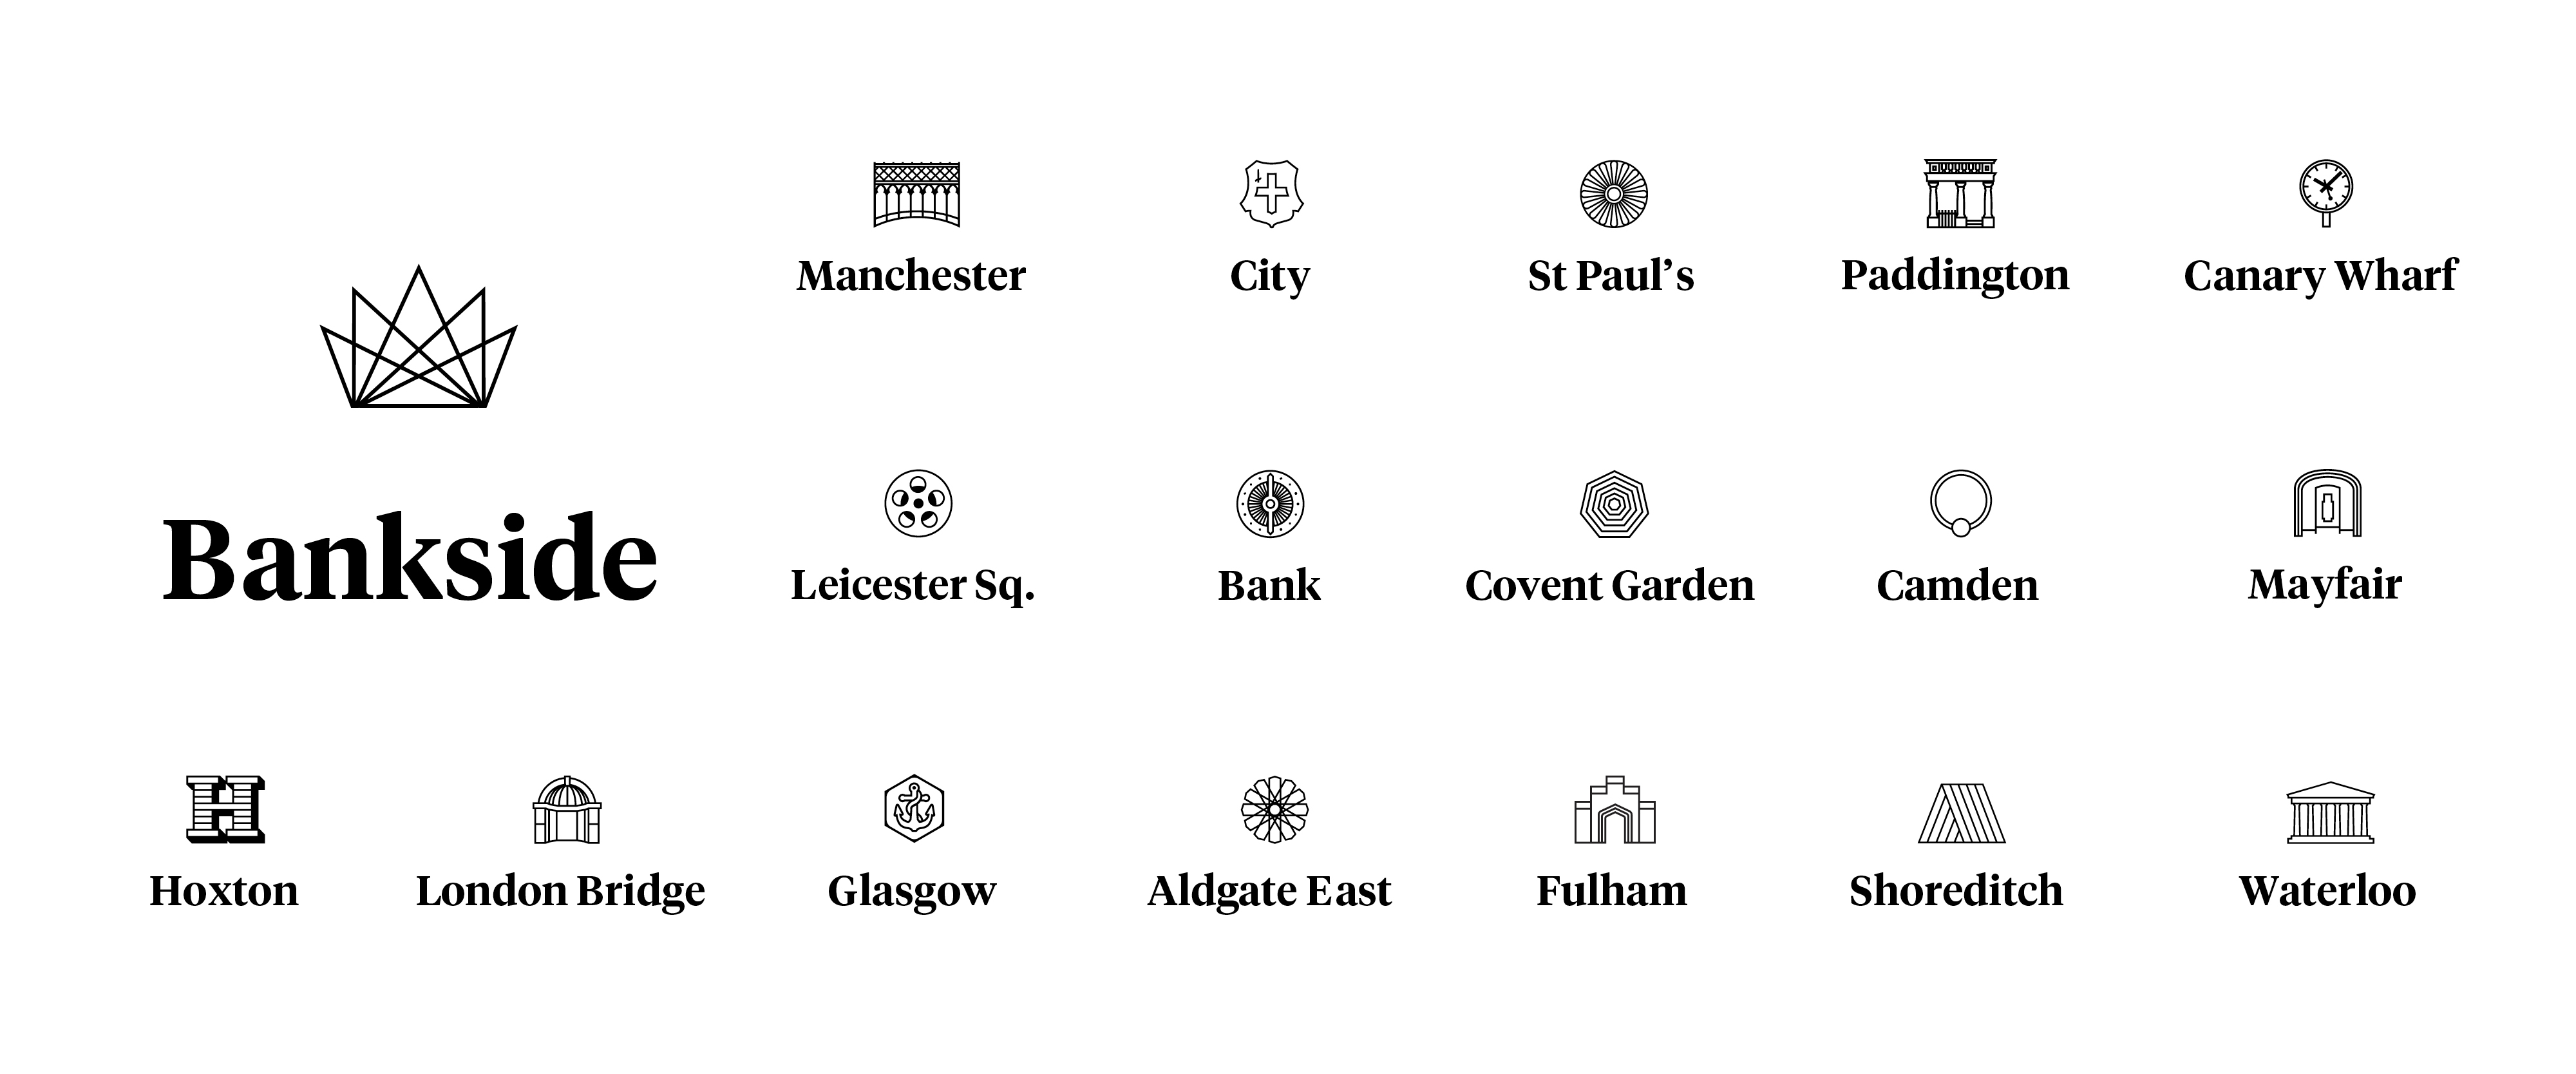 Bankside
Manchester
City
St Paul’s
Paddington
Canary Wharf
Leicester Sq.
Bank
Covent Garden
Camden
Mayfair
Hoxton
London Bridge
Glasgow
Aldgate East
Fulham
Shoreditch
Waterloo